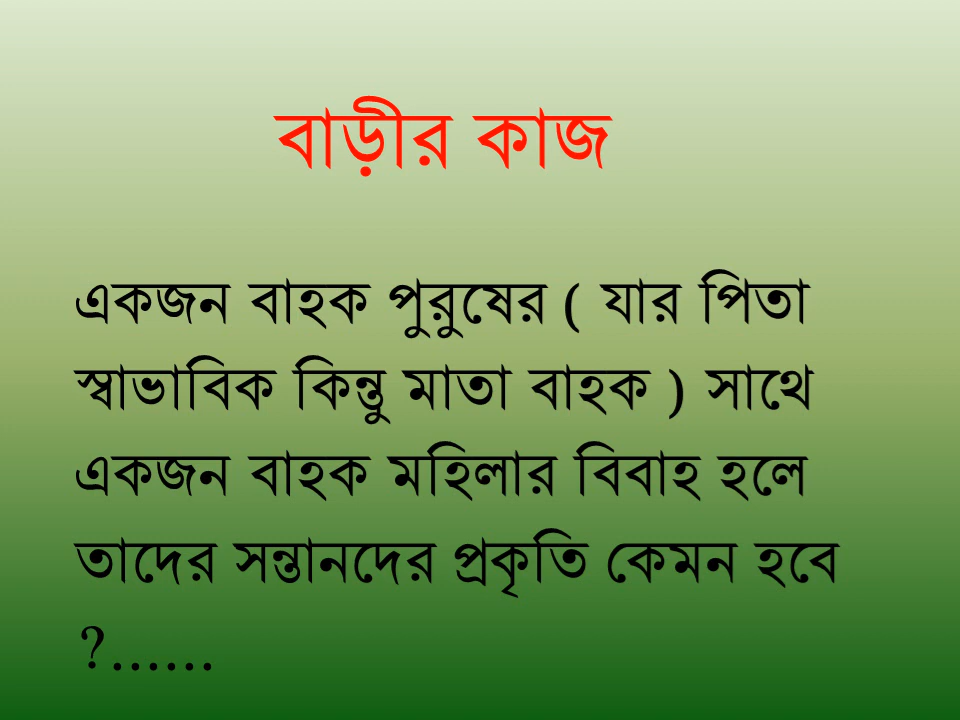 বাড়ীর কাজ
একজন বাহক পুরুষের ( যার পিতা
স্বাভাবিক কিন্তু মাতা বাহক ) সাথে
একজন বাহক মহিলার বিবাহ হলে
তাদের সন্তানদের প্রকৃতি কেমন হবে
?......